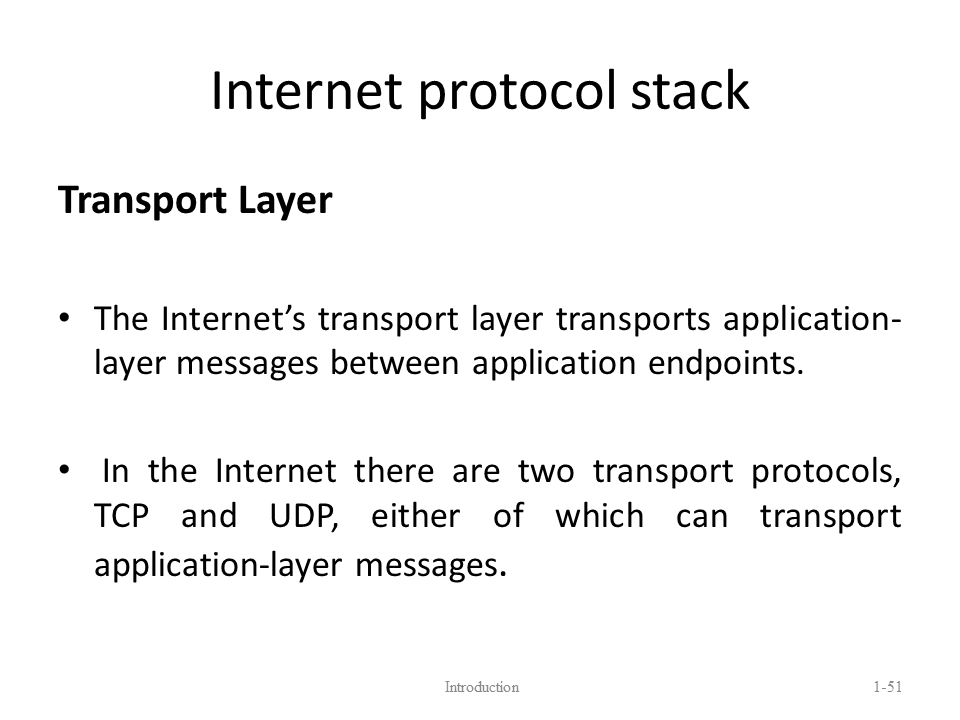 Internet protocol stack
Transport Layer
• The Internet’s transport layer transports application-
layer messages between application endpoints.
• In the Internet there are two transport protocols,
TCP and UDP, either of which can transport
application-layer messages.
Introduction
1-51